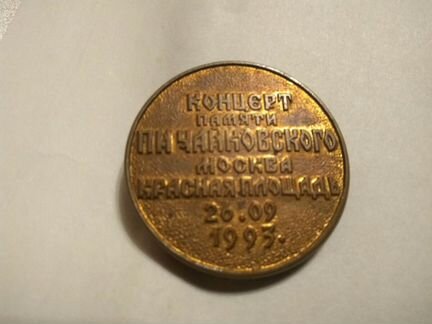 КОНЦЕРТ
ПАМЯТИ
П.И.ЧАЙКОВСКОГО
МОСКВА
КРАСНАЯ ПЛОЩАДЬ
26.09
1993.